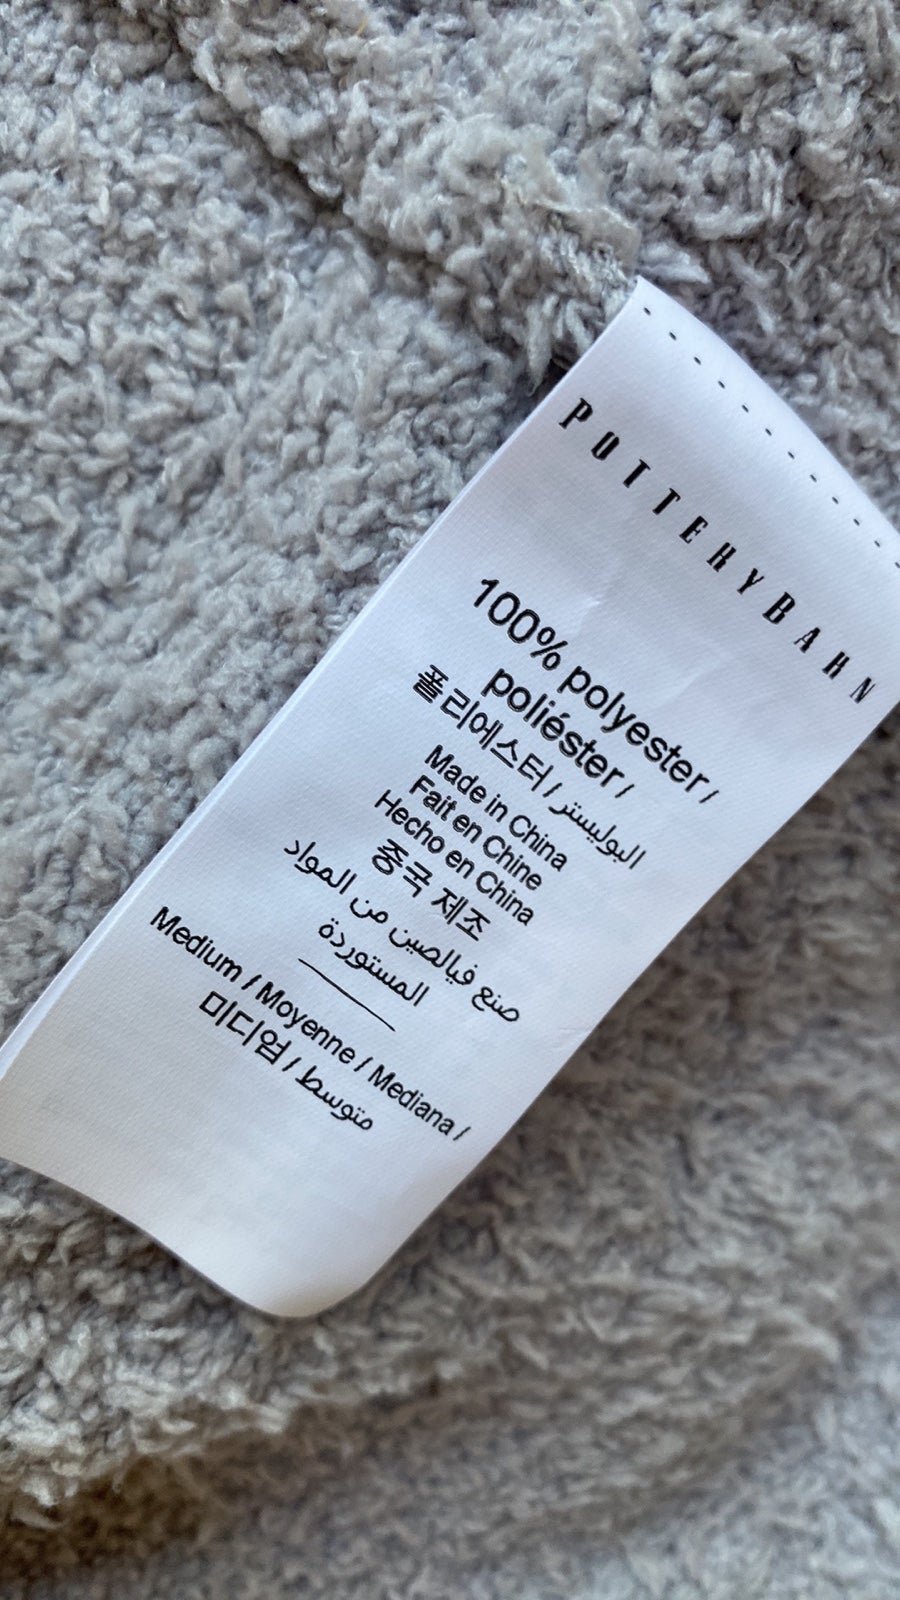 POTTERYBARN
100% polyester /
poliéster /
폴리에스터 / البوليستر
Made in China
Fait en Chine
Hecho en China
중국 제조
صنع فيالصين من المواد
المستوردة
Medium / Moyenne / Mediana /
미디엄 / متوسط